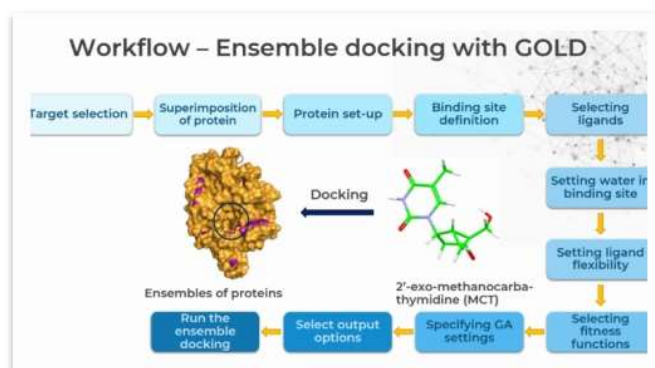 Workflow – Ensemble docking with GOLD
Target selection
Superimposition
of protein
Protein set-up
Binding site
definition
Selecting
ligands
Setting water in
binding site
Setting ligand
flexibility
Selecting
fitness
functions
Specifying GA
settings
Select output
options
Run the
ensemble
docking
Docking
Ensembles of proteins
2'-exo-methanocarba-
thymidine (MCT)